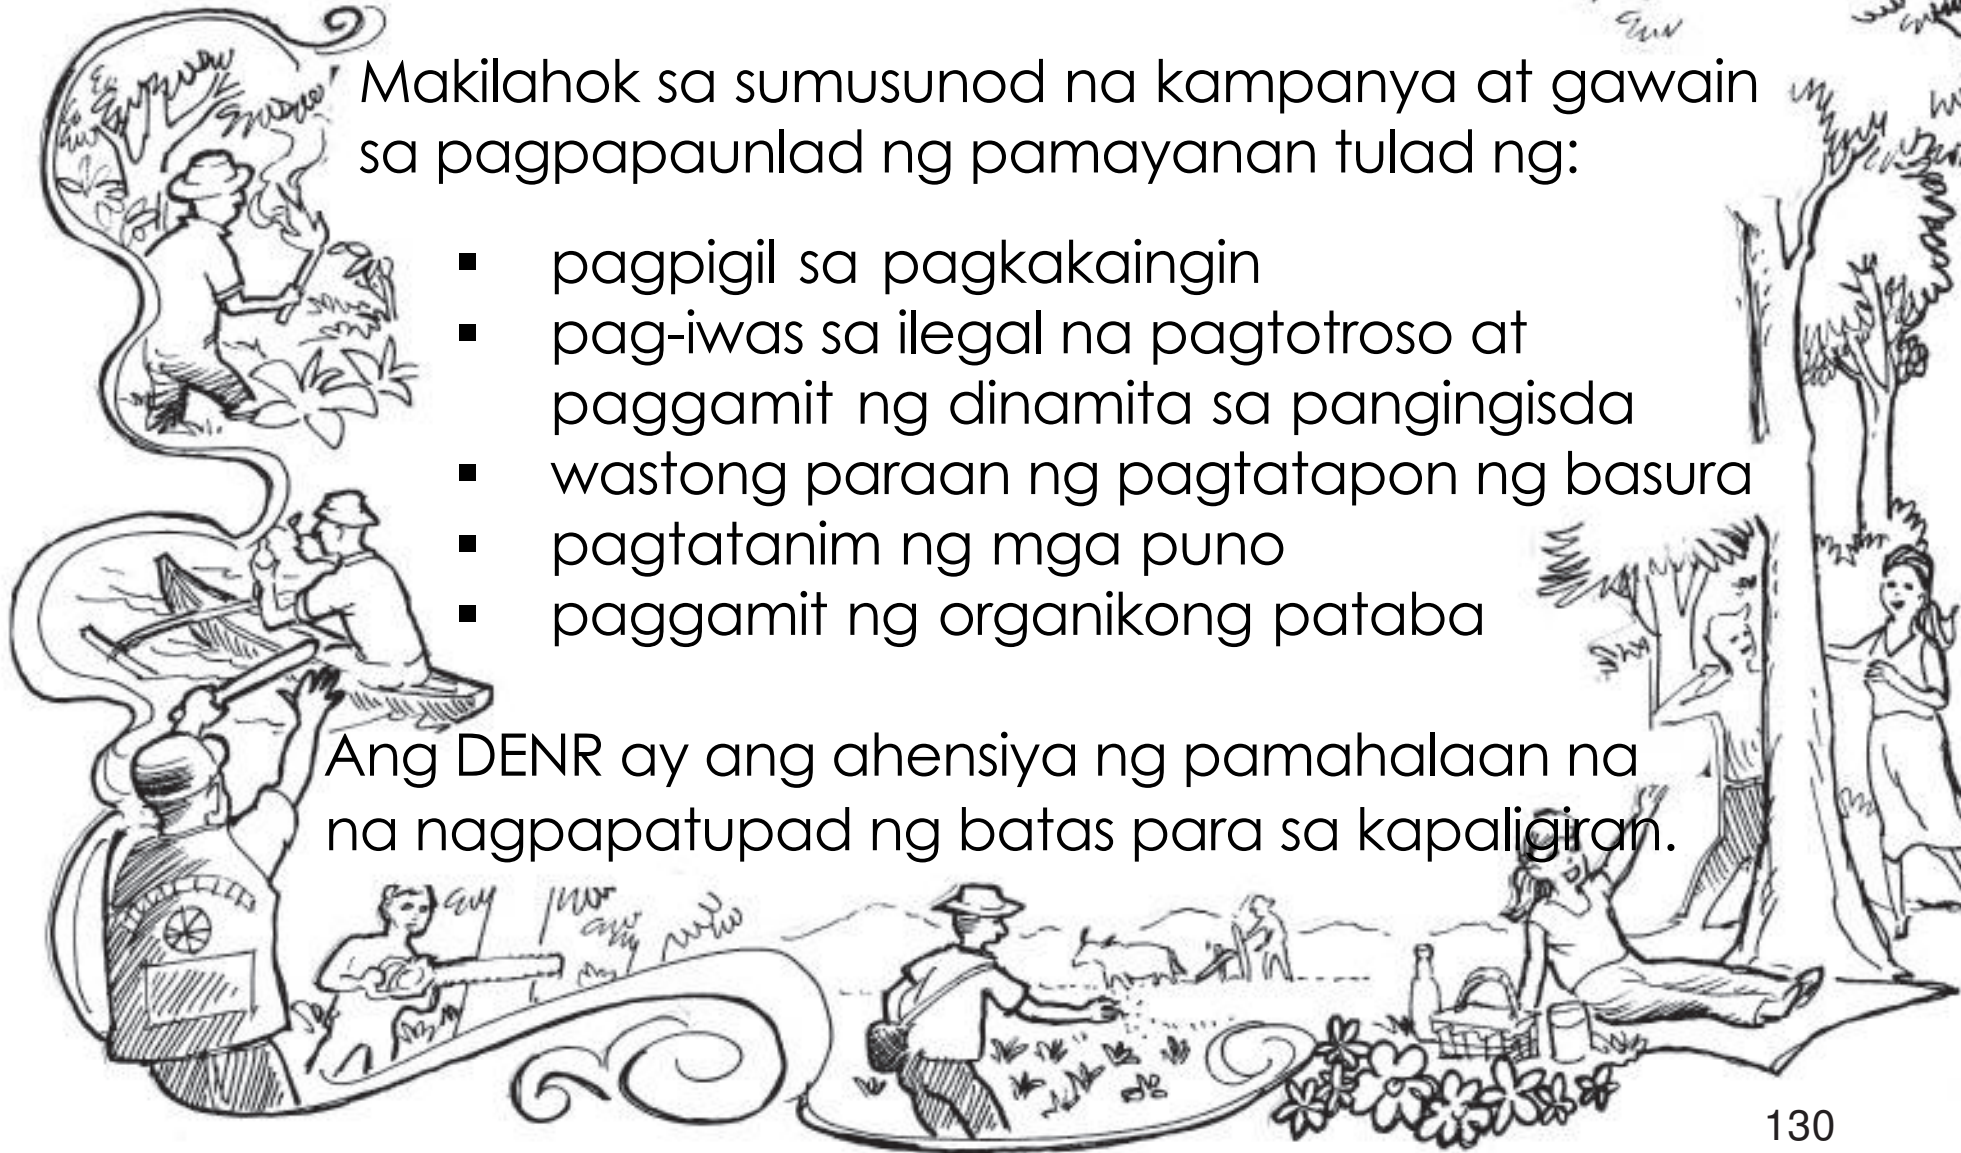 Makilahok sa sumusunod na kampanya at gawain
sa pagpapaunlad ng pamayanan tulad ng:
▪ pagpigil sa pagkakaingin
▪ pag-iwas sa ilegal na pagtotroso at
paggamit ng dinamita sa pangingisda
▪ wastong paraan ng pagtatapon ng basura
▪ pagtatanim ng mga puno
▪ paggamit ng organikong pataba
Ang DENR ay ang ahensiya ng pamahalaan na
na nagpapatupad ng batas para sa kapaligiran.
130